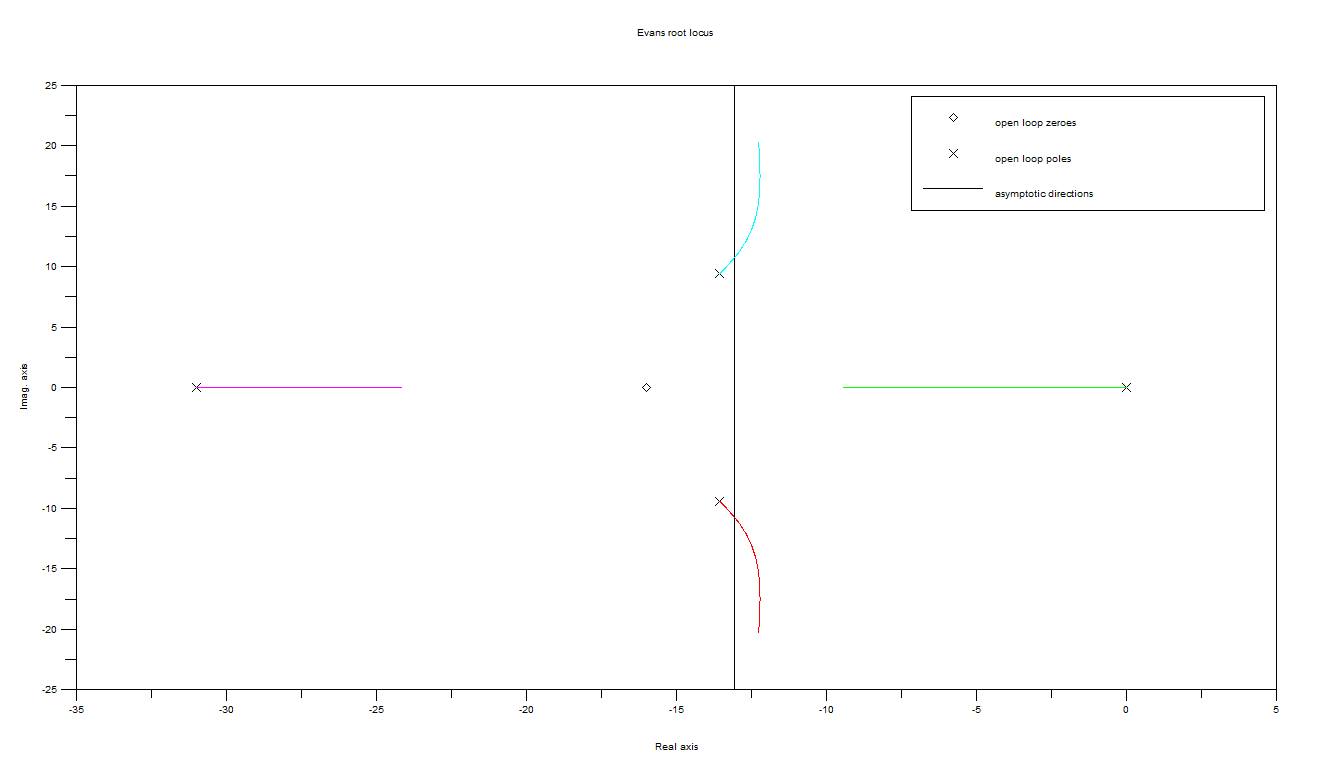 Evans root locus
25
20
15
10
5
0
-5
-10
-15
-20
-25
Imag. axis
open loop zeroes
open loop poles
asymptotic directions
-35 -30 -25 -20 -15 -10 -5 0 5
Real axis